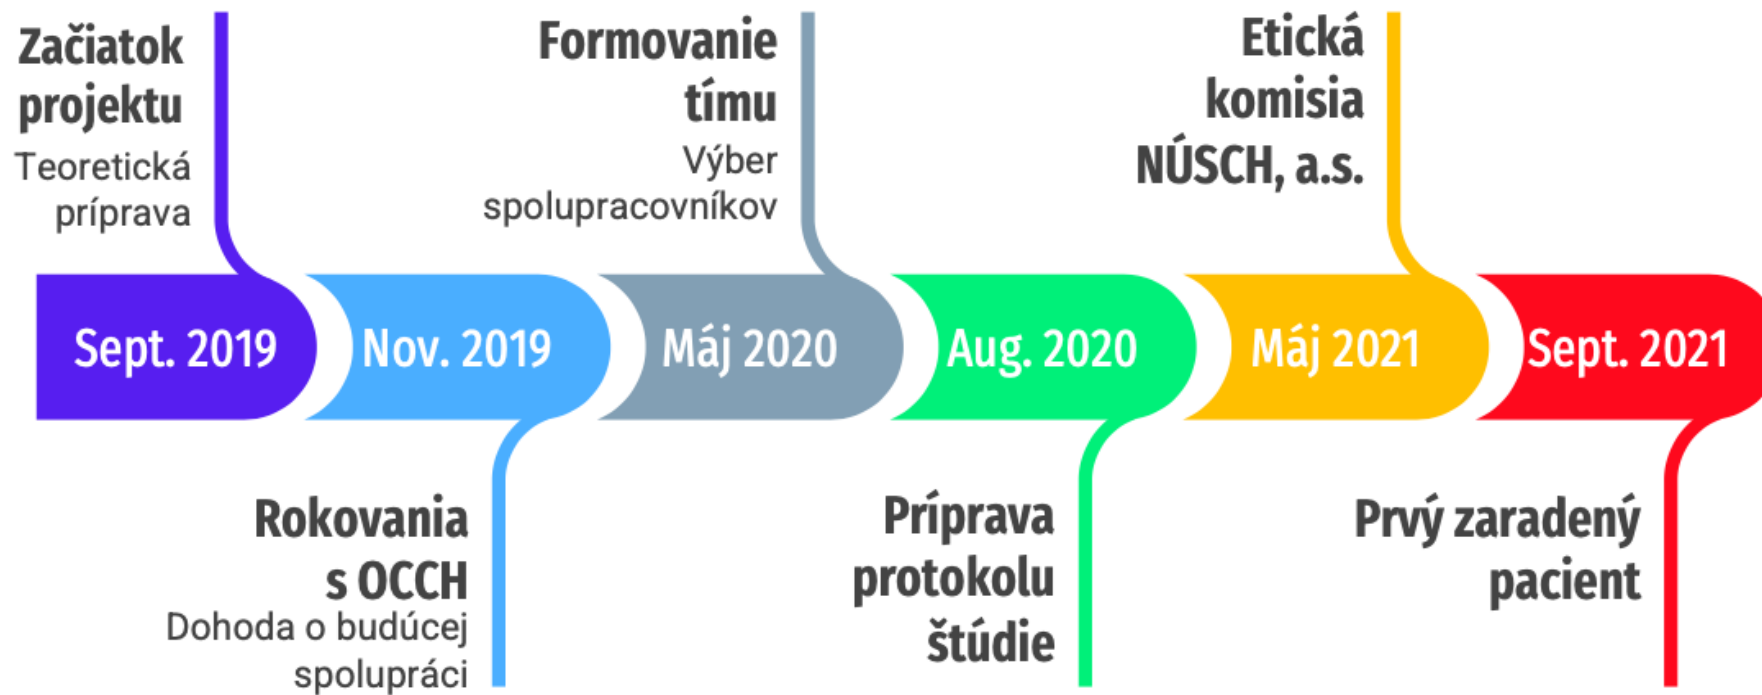 Začiatok
projektu
Teoretická
príprava
Formovanie
tímu
Výber
spolupracovníkov
Etická
komisia
NÚSCH, a.s.
Sept. 2019
Nov. 2019
Máj 2020
Aug. 2020
Máj 2021
Sept. 2021
Rokovania
s OCCH
Dohoda o budúcej
spolupráci
Príprava
protokolu
štúdie
Prvý zaradený
pacient